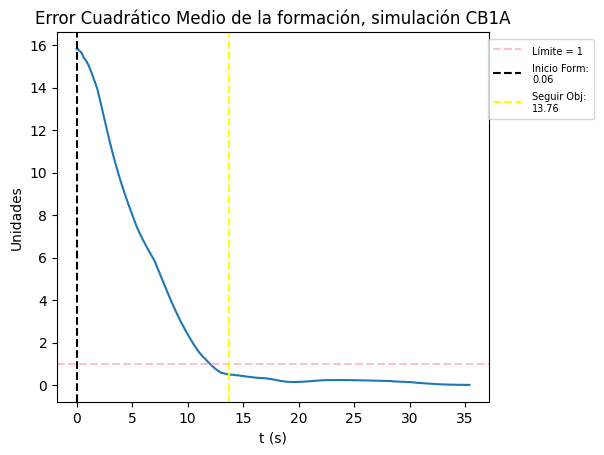 Error Cuadrático Medio de la formación, simulación CB1A
Límite = 1
Inicio Form:
0.06
Seguir Obj:
13.76
Unidades
16
14
12
10
8
6
4
2
0
0 5 10 15 20 25 30 35
t (s)